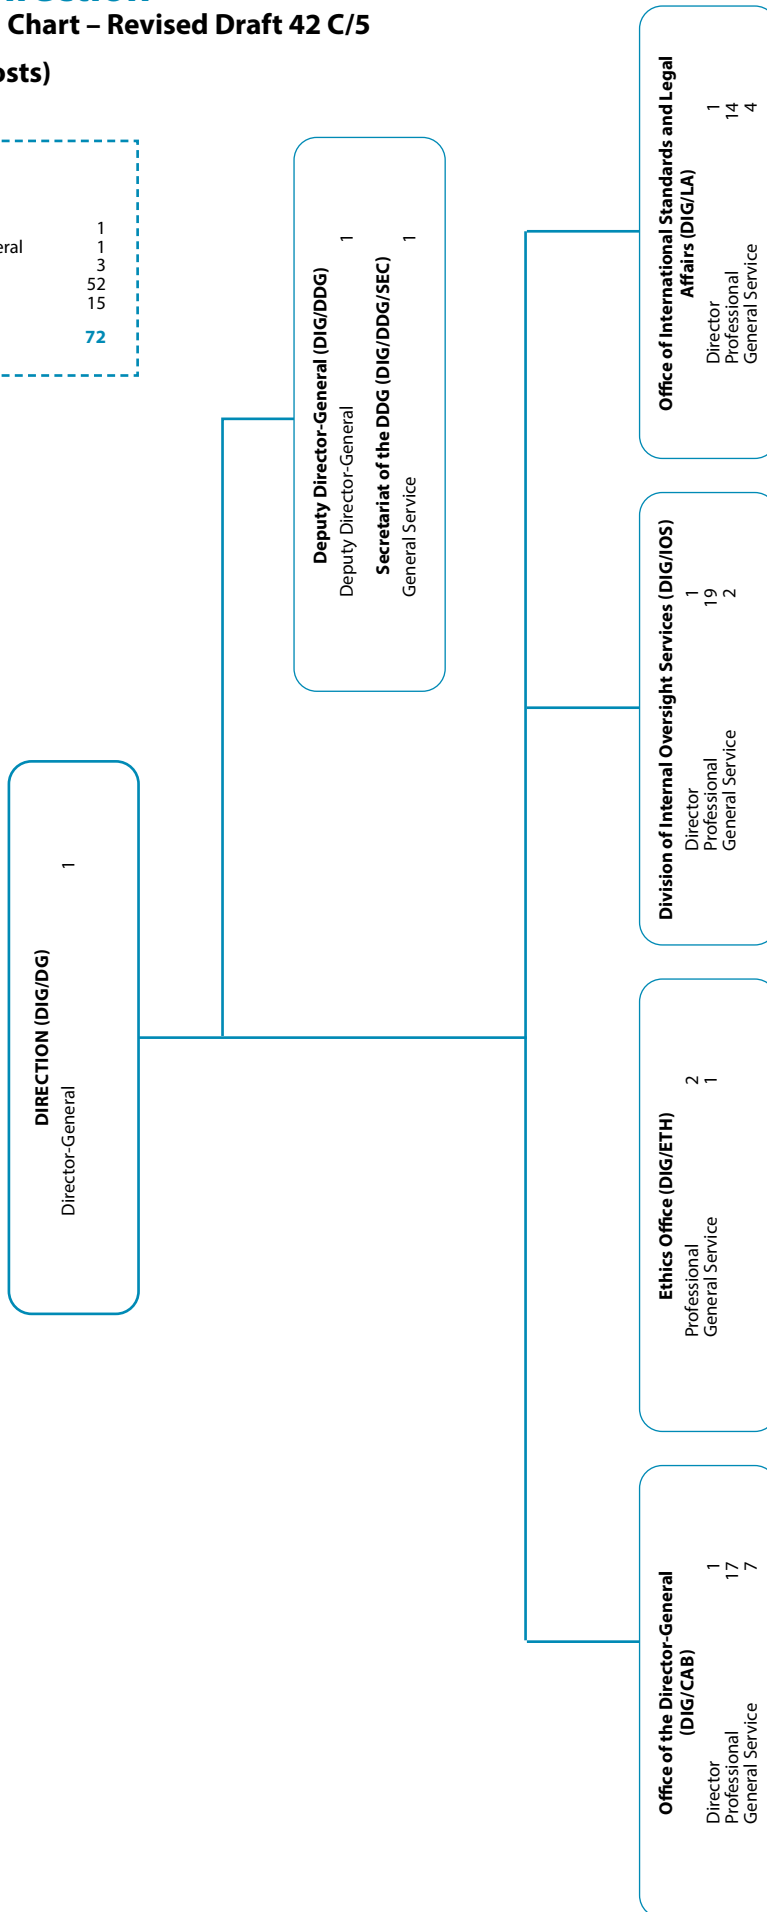 Chart – Revised Draft 42 C/5
1
1
3
52
15
72
DIRECTION (DIG/DG)
Director-General 1
Deputy Director-General (DIG/DDG)
Deputy Director-General 1
Secretariat of the DDG (DIG/DDG/SEC)
General Service 1
Office of the Director-General
(DIG/CAB)
Director 1
Professional 17
General Service 7
Ethics Office (DIG/ETH)
Professional 2
General Service 1
Division of Internal Oversight Services (DIG/IOS)
Director 1
Professional 19
General Service 2
Office of International Standards and Legal
Affairs (DIG/LA)
Director 1
Professional 14
General Service 4